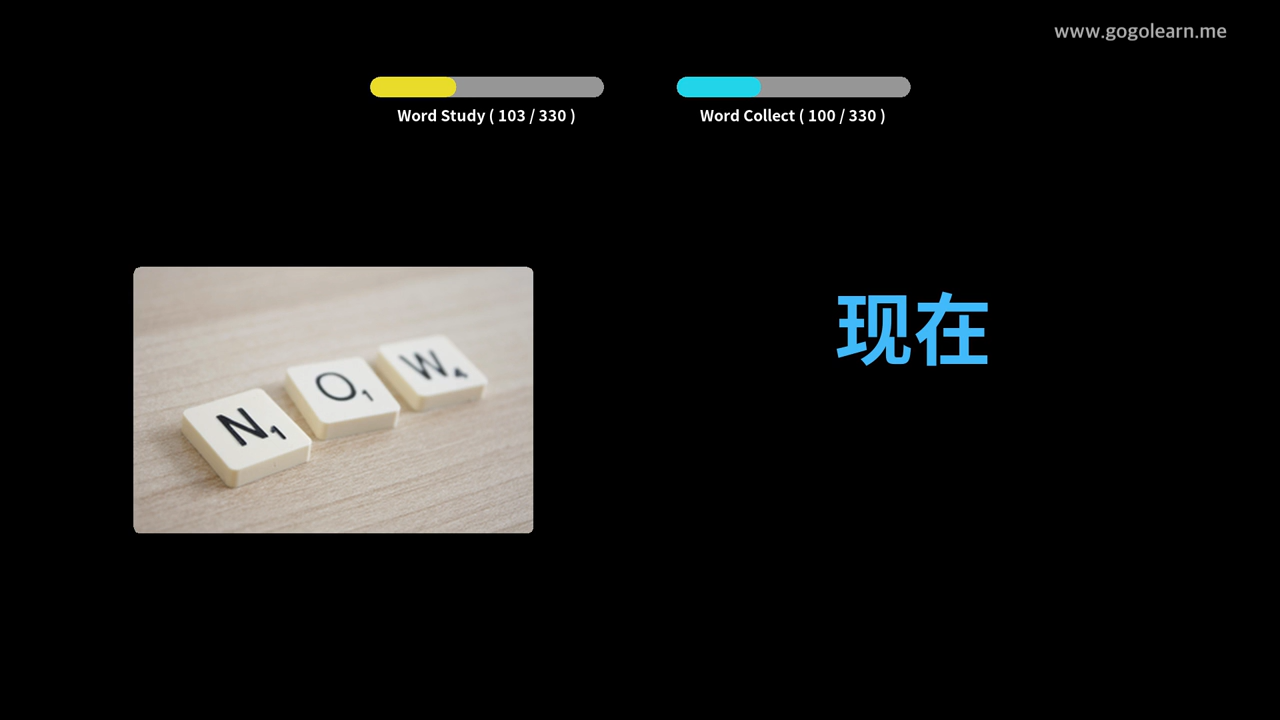 www.gogolearn.me
Word Study ( 103 / 330 )
Word Collect ( 100 / 330 )
N1 O1 W4
现在